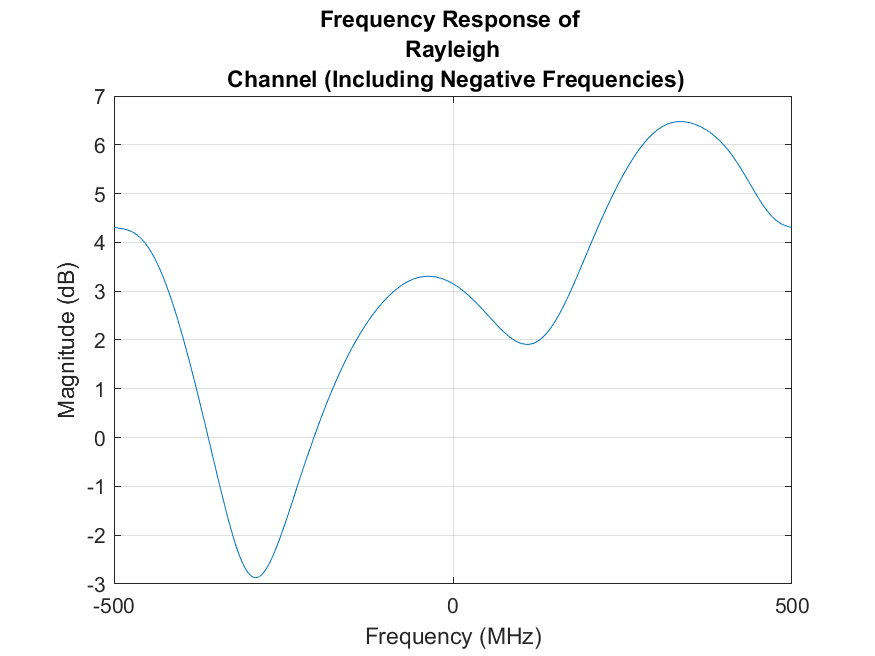 Frequency Response of
Rayleigh
Channel (Including Negative Frequencies)
7
6
5
4
3
2
1
0
-1
-2
-3
-500
0
500
Magnitude (dB)
Frequency (MHz)